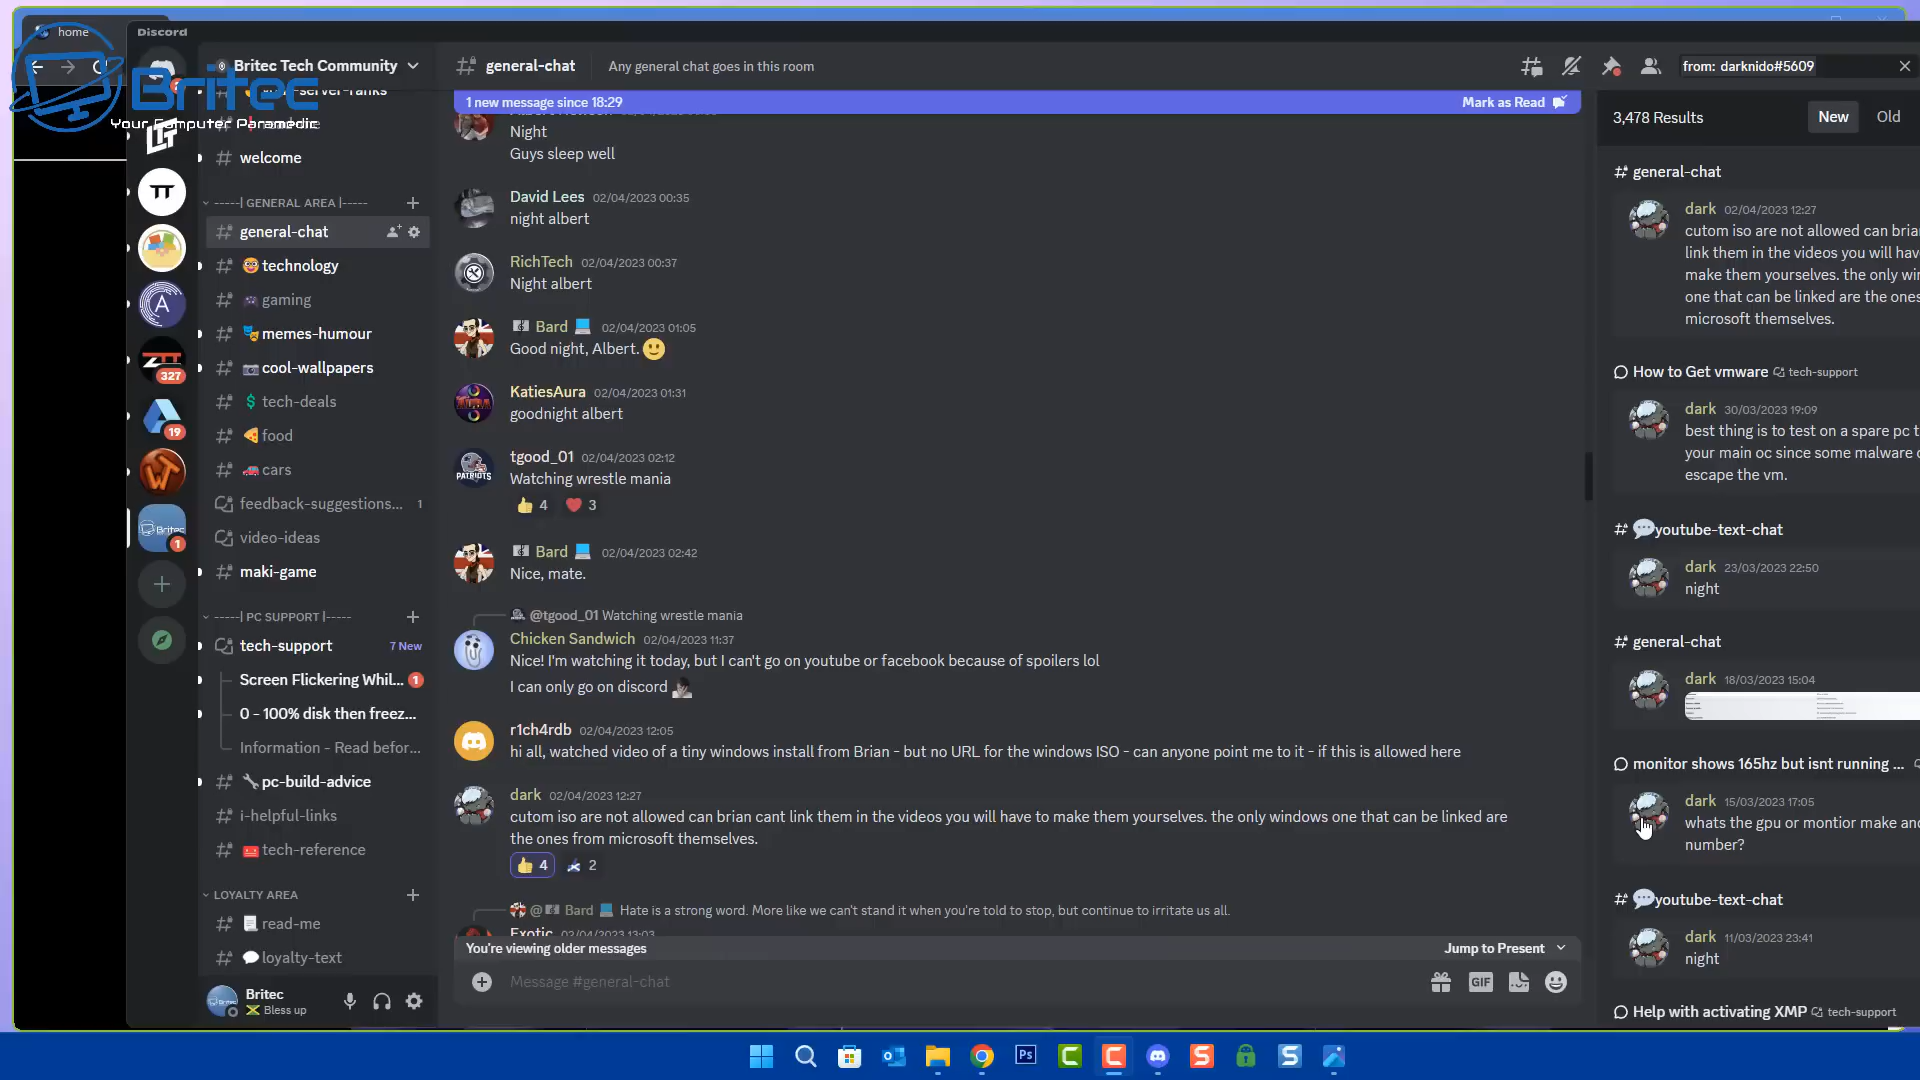 home
Discord
Britec
Your Computer Paramedic
Britec Tech Community
welcome
-----| GENERAL AREA |-----
general-chat
technology
gaming
memes-humour
cool-wallpapers
tech-deals
food
cars
feedback-suggestions... 1
video-ideas
maki-game
-----| PC SUPPORT |-----
tech-support 7 New
Screen Flickering Whil... 1
0 - 100% disk then freez...
Information - Read befor...
pc-build-advice
i-helpful-links
tech-reference
LOYALTY AREA
read-me
loyalty-text
Britec
Bless up
TT
A
327
19
1
general-chat Any general chat goes in this room
1 new message since 18:29 Mark as Read
Night
Guys sleep well
David Lees 02/04/2023 00:35
night albert
RichTech 02/04/2023 00:37
Night albert
Bard 02/04/2023 01:05
Good night, Albert.
KatiesAura 02/04/2023 01:31
goodnight albert
tgood_01 02/04/2023 02:12
PATRIOTS
Watching wrestle mania
4 3
Bard 02/04/2023 02:42
Nice, mate.
@tgood_01 Watching wrestle mania
Chicken Sandwich 02/04/2023 11:37
Nice! I'm watching it today, but I can't go on youtube or facebook because of spoilers lol
I can only go on discord
r1ch4rdb 02/04/2023 12:05
hi all, watched video of a tiny windows install from Brian - but no URL for the windows ISO - can anyone point me to it - if this is allowed here
dark 02/04/2023 12:27
cutom iso are not allowed can brian cant link them in the videos you will have to make them yourselves. the only windows one that can be linked are
the ones from microsoft themselves.
4 2
@ Bard Hate is a strong word. More like we can't stand it when you're told to stop, but continue to irritate us all.
Exotic 02/04/2023 13:03
You're viewing older messages Jump to Present
Message #general-chat
GIF
from: darknido#5609
3,478 Results New Old
general-chat
dark 02/04/2023 12:27
cutom iso are not allowed can bria
link them in the videos you will have
make them yourselves. the only wi
one that can be linked are the ones
microsoft themselves.
How to Get vmware tech-support
dark 30/03/2023 19:09
best thing is to test on a spare pc t
your main oc since some malware
escape the vm.
youtube-text-chat
dark 23/03/2023 22:50
night
general-chat
dark 18/03/2023 15:04
monitor shows 165hz but isnt running ...
dark 15/03/2023 17:05
whats the gpu or montior make an
number?
youtube-text-chat
dark 11/03/2023 23:41
night
Help with activating XMP tech-support
Ps